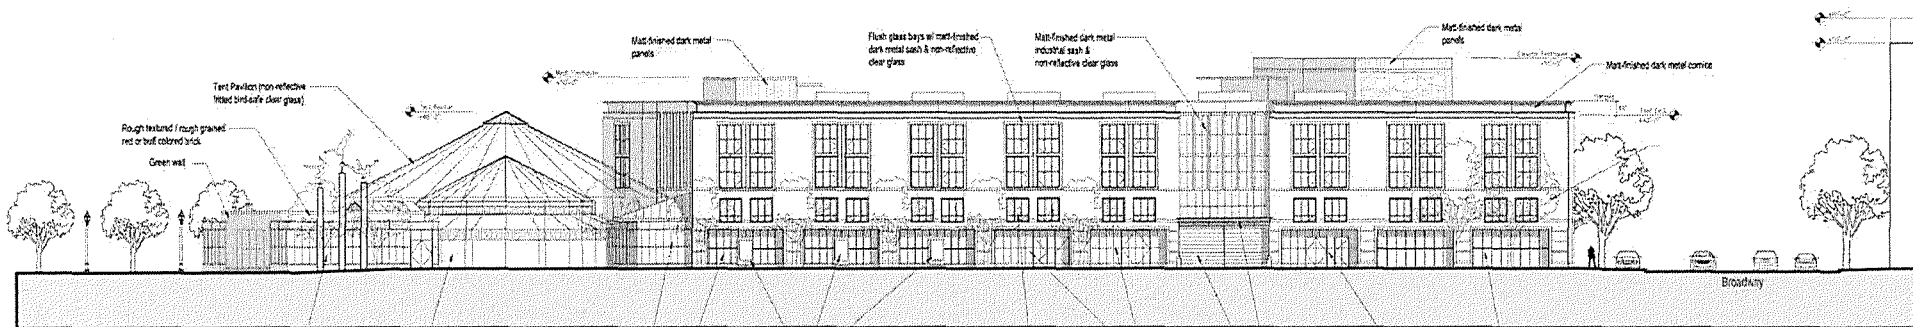 Matt-finished dark metal
panels
Flush glass bays w/ matt-finished
dark metal sash & non-reflective
clear glass
Matt-finished dark metal
industrial sash &
non-reflective clear glass
Matt-finished dark metal
panels
Matt-finished dark metal cornice
Tent Pavilion (non-reflective
fritted bird-safe clear glass)
Rough textured / rough grained
red or buff colored brick
Green wall
Broadway